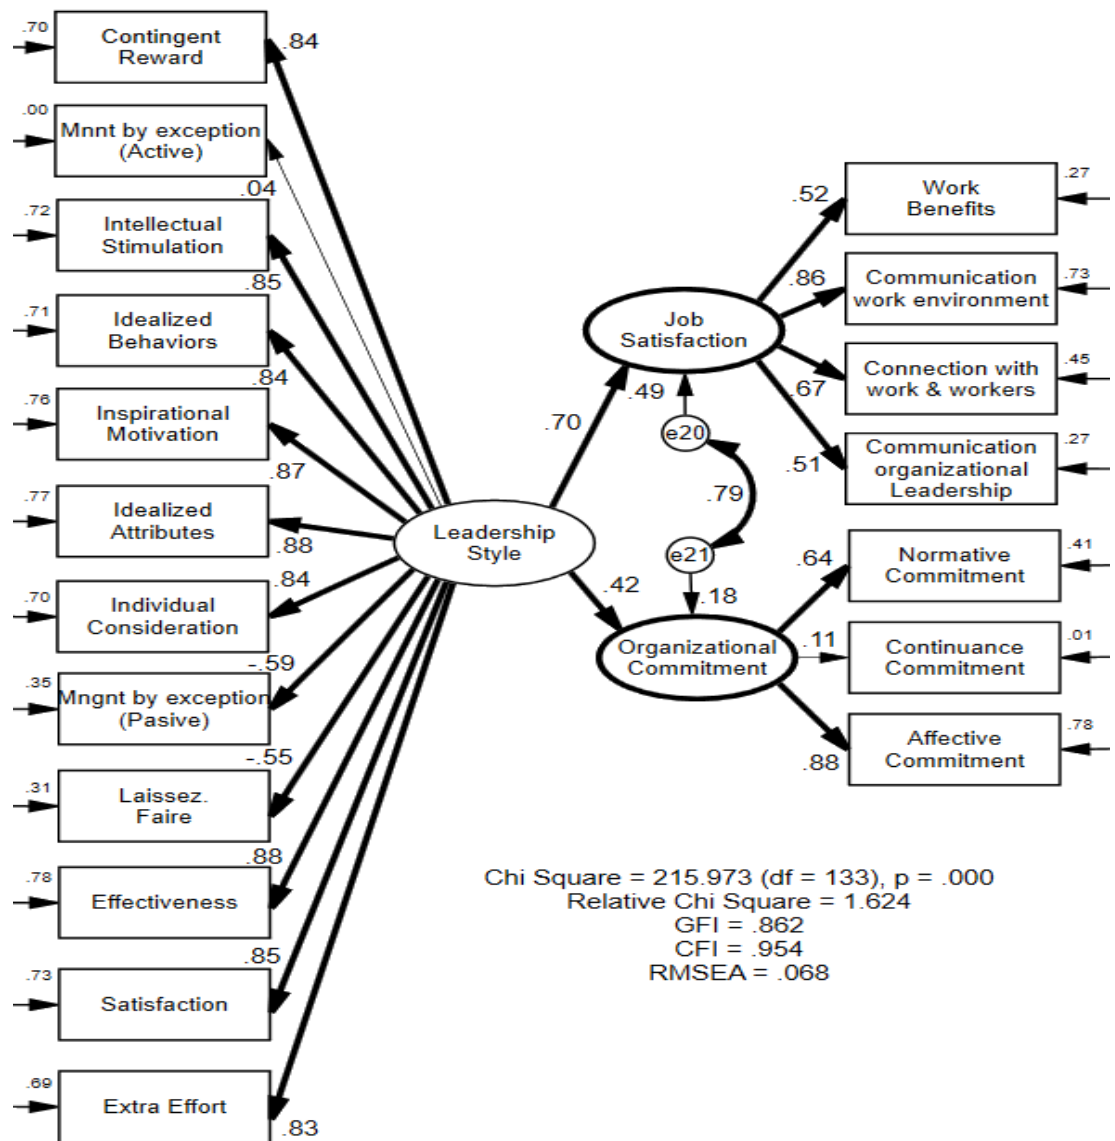 .70
Contingent
Reward
.84
.00
Mnnt by exception
(Active)
.04
.72
Intellectual
Stimulation
.85
.71
Idealized
Behaviors
.84
.76
Inspirational
Motivation
.87
.77
Idealized
Attributes
.88
.70
Individual
Consideration
.84
.35
Mngnt by exception
(Pasive)
-.59
.31
Laissez.
Faire
-.55
.78
Effectiveness
.88
.73
Satisfaction
.85
.69
Extra Effort
.83
Leadership
Style
.70
.42
Job
Satisfaction
.49
e20
.79
e21
.18
Organizational
Commitment
.52
Work
Benefits
.27
.86
Communication
work environment
.73
.67
Connection with
work & workers
.45
.51
Communication
organizational
Leadership
.27
.64
Normative
Commitment
.41
.11
Continuance
Commitment
.01
.88
Affective
Commitment
.78
Chi Square = 215.973 (df = 133), p = .000
Relative Chi Square = 1.624
GFI = .862
CFI = .954
RMSEA = .068